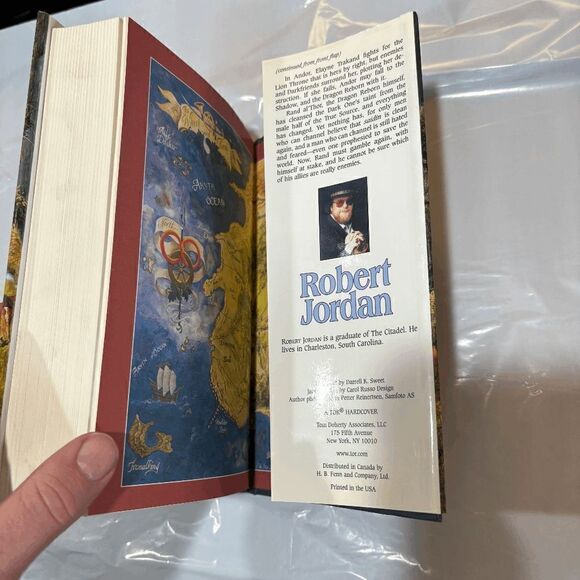 (continued from front flap)
In Andor, Elayne Trakand fights for the
Lion Throne that is hers by right, but enemies
and Darkfriends surround her, plotting her de-
struction. If she fails, Andor may fall to the
Shadow, and the Dragon Reborn with it.
Rand al'Thor, the Dragon Reborn himself,
has cleansed the Dark One's taint from the
male half of the True Source, and everything
has changed. Yet nothing has, for only men
who can channel believe that saidin is clean
again, and a man who can channel is still hated
and feared—even one prophesied to save the
world. Now, Rand must gamble again, with
himself at stake, and he cannot be sure which
of his allies are really enemies.
Robert
Jordan
ROBERT JORDAN is a graduate of The Citadel. He
lives in Charleston, South Carolina.
by Darrell K. Sweet
by Carol Russo Design
Author Peter Reinertsen, Samfoto AS
A TOR® HARDCOVER
Tom Doherty Associates, LLC
175 Fifth Avenue
New York, NY 10010
www.tor.com
Distributed in Canada by
H. B. Fenn and Company, Ltd.
Printed in the USA
ARYTH
OCEAN
Tremalking